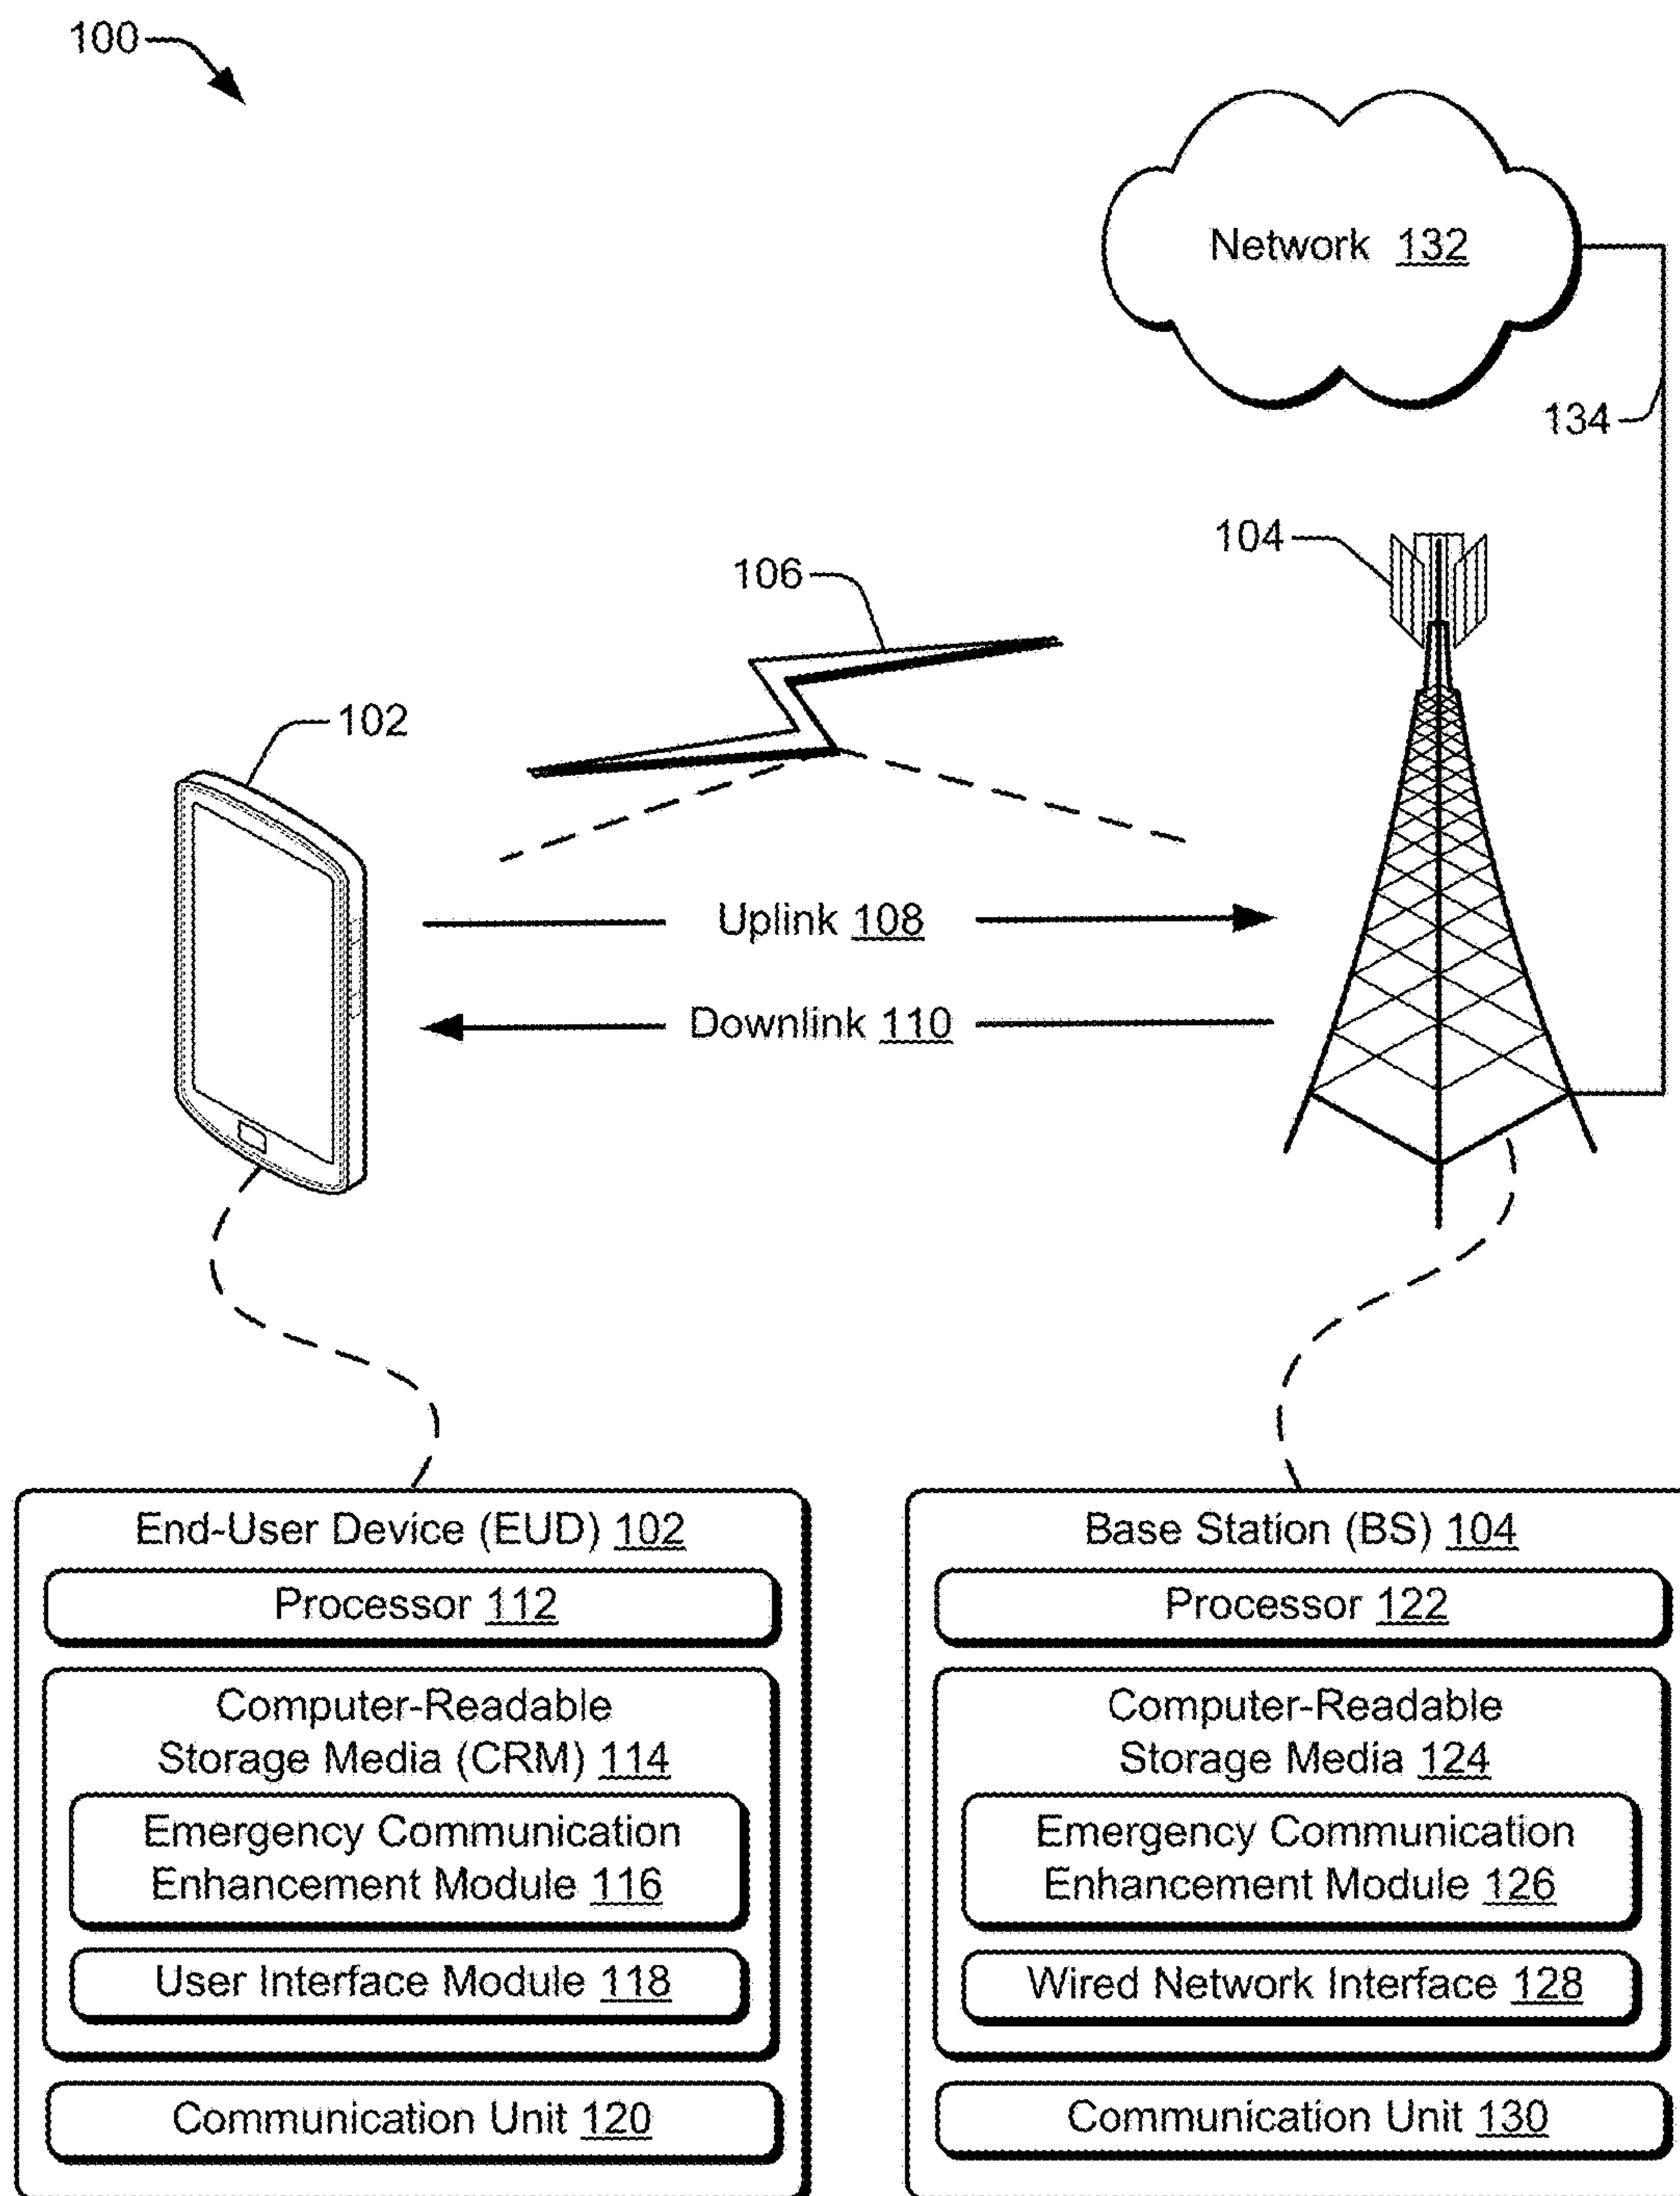 100
Network 132
134
104
106
102
Uplink 108
Downlink 110
End-User Device (EUD) 102
Processor 112
Computer-Readable
Storage Media (CRM) 114
Emergency Communication
Enhancement Module 116
User Interface Module 118
Communication Unit 120
Base Station (BS) 104
Processor 122
Computer-Readable
Storage Media 124
Emergency Communication
Enhancement Module 126
Wired Network Interface 128
Communication Unit 130